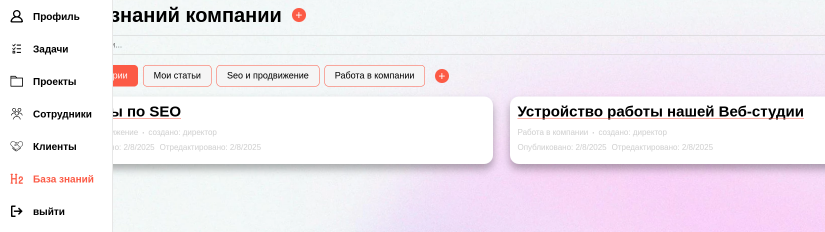 Профиль
Задачи
Проекты
Сотрудники
Клиенты
База знаний
выйти
знаний компании
Мои статьи
Seo и продвижение
Работа в компании
по SEO
создано: директор
2/8/2025 Отредактировано: 2/8/2025
Устройство работы нашей Веб-студии
Работа в компании • создано: директор
Опубликовано: 2/8/2025 Отредактировано: 2/8/2025